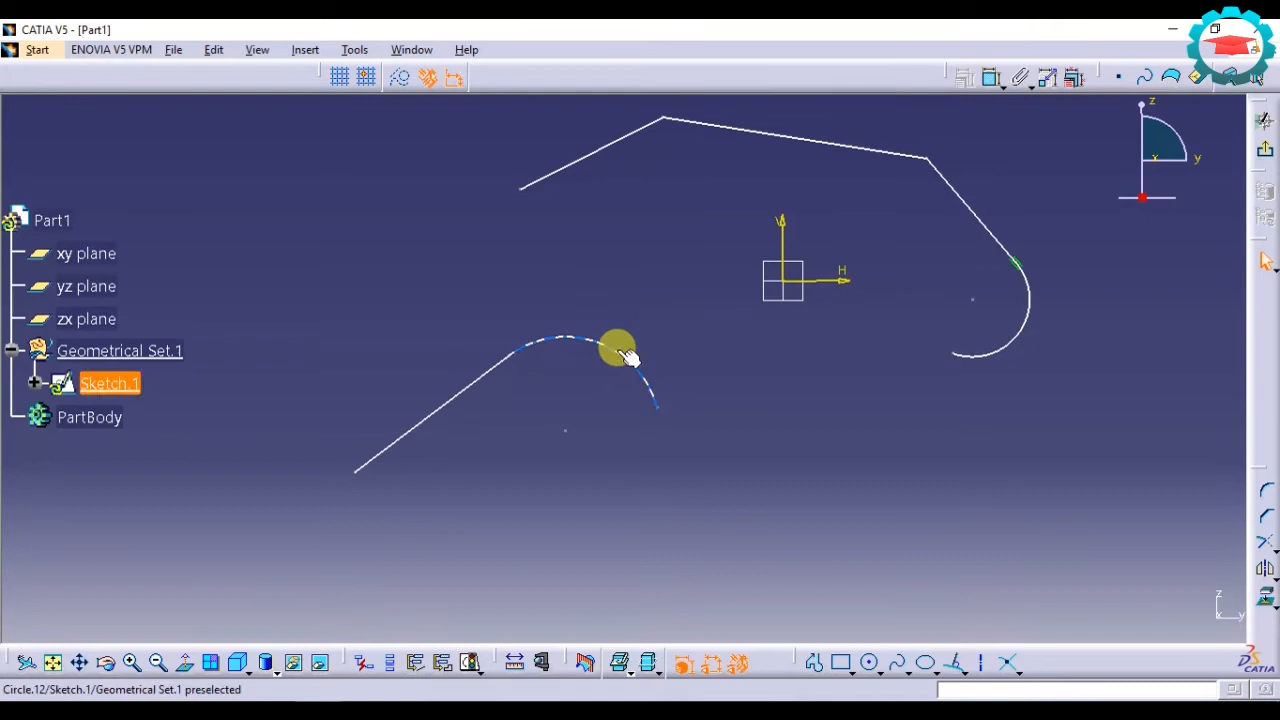 CATIA V5 - [Part1]
Start ENOVIA V5 VPM File Edit View Insert Tools Window Help
z
x y
Part1
xy plane
yz plane
zx plane
Geometrical Set.1
Sketch.1
PartBody
V
H
z
x y
CATIA
Circle.12/Sketch.1/Geometrical Set.1 preselected